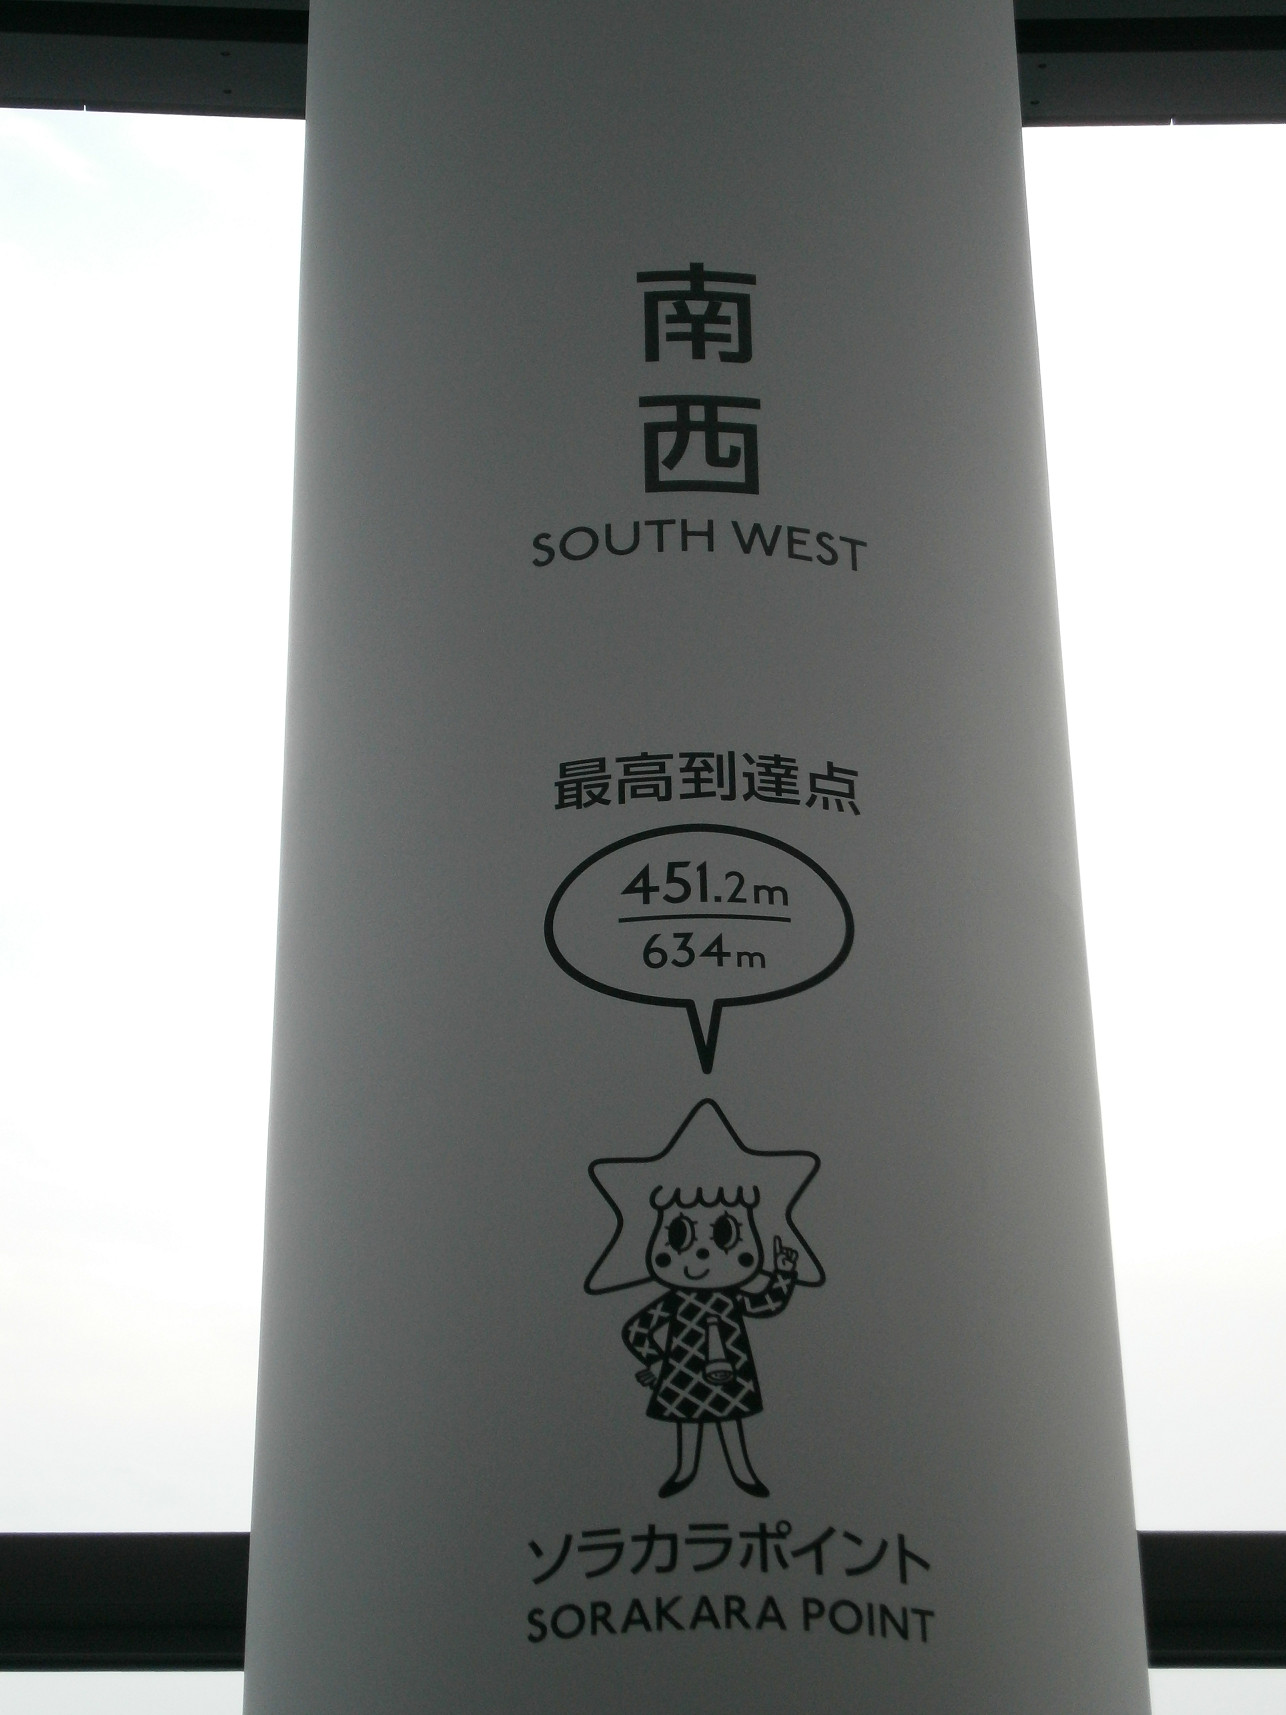 南
西
SOUTH WEST
最高到達点
451.2m
634m
ソラカラポイント
SORAKARA POINT